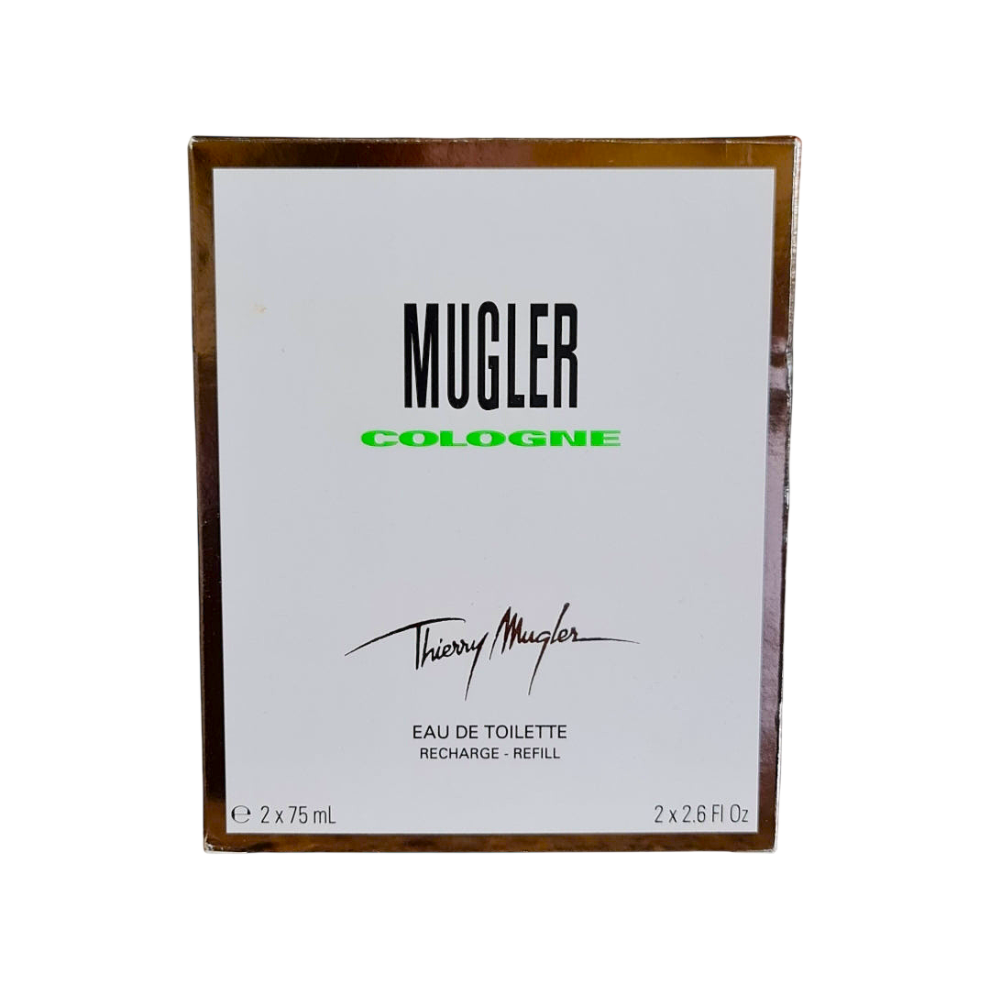 MUGLER
COLOGNE
Thierry Mugler
EAU DE TOILETTE
RECHARGE - REFILL
℮ 2 x 75 mL
2 x 2.6 Fl Oz